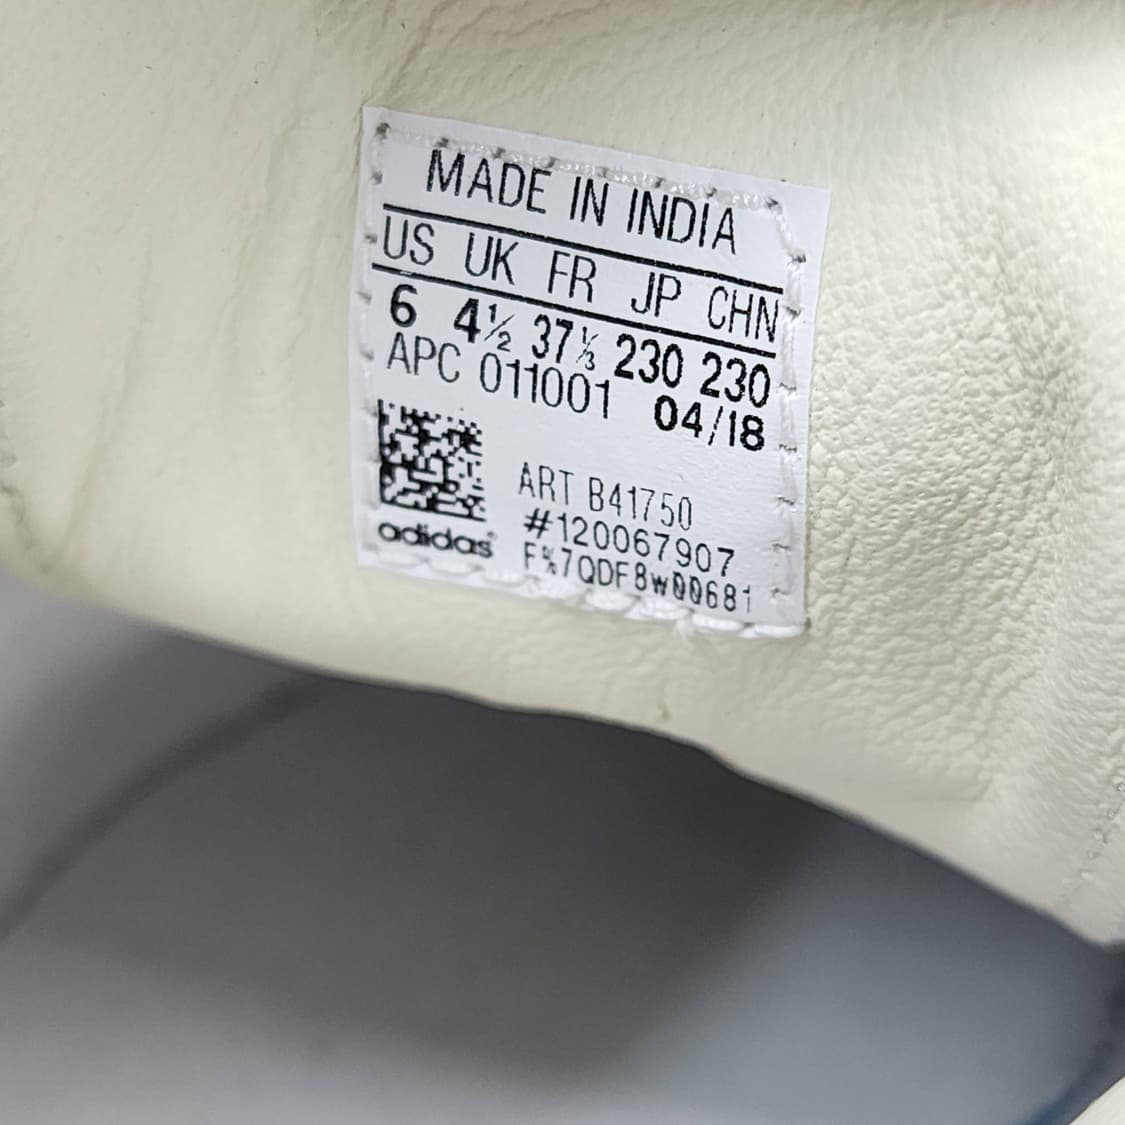 MADE IN INDIA
US UK FR JP CHN
6 4½ 37⅓ 230 230
APC 011001 04/18
ART B41750
#120067907
adidas F%7QDF8w00681